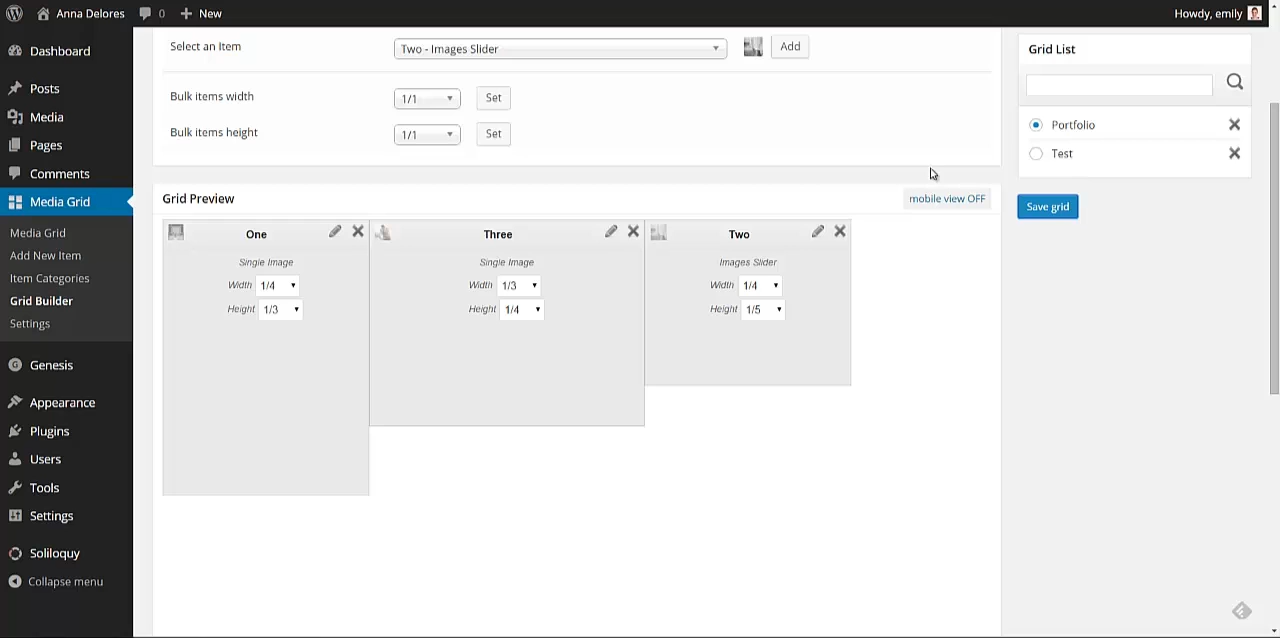 Anna Delores 0 New Howdy, emily
Dashboard
Posts
Media
Pages
Comments
Media Grid
Media Grid
Add New Item
Item Categories
Grid Builder
Settings
Genesis
Appearance
Plugins
Users
Tools
Settings
Soliloquy
Collapse menu
Select an Item Two - Images Slider Add
Bulk items width 1/1 Set
Bulk items height 1/1 Set
Grid Preview mobile view OFF
One
Single Image
Width 1/4
Height 1/3
Three
Single Image
Width 1/3
Height 1/4
Two
Images Slider
Width 1/4
Height 1/5
Grid List
Portfolio
Test
Save grid